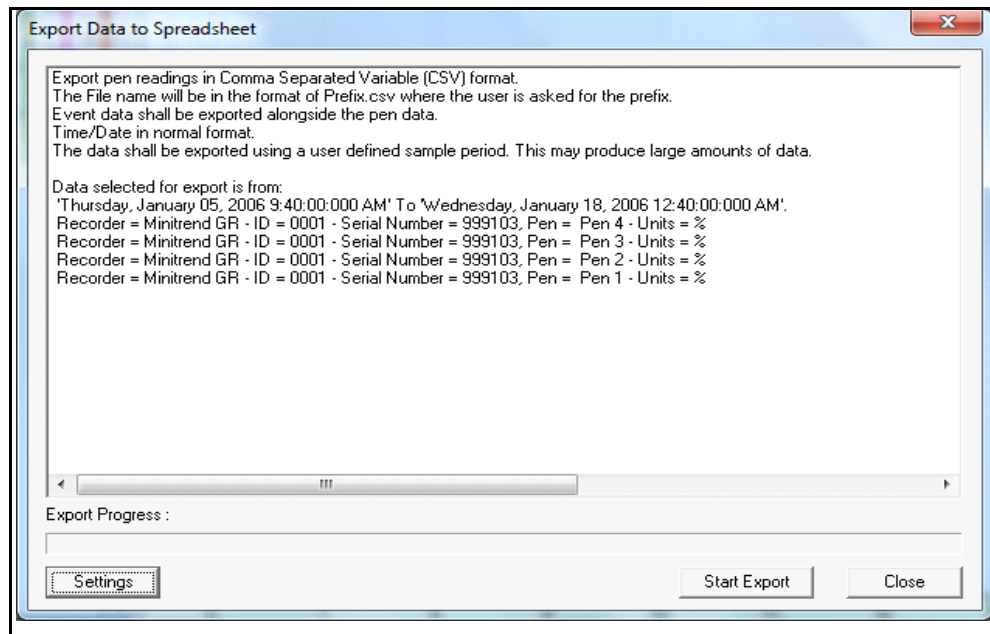 Export Data to Spreadsheet
Export pen readings in Comma Separated Variable (CSV) format.
The File name will be in the format of Prefix.csv where the user is asked for the prefix.
Event data shall be exported alongside the pen data.
Time/Date in normal format.
The data shall be exported using a user defined sample period. This may produce large amounts of data.
Data selected for export is from:
'Thursday, January 05, 2006 9:40:00:000 AM' To 'Wednesday, January 18, 2006 12:40:00:000 AM'.
Recorder = Minitrend GR - ID = 0001 - Serial Number = 999103, Pen = Pen 4 - Units = %
Recorder = Minitrend GR - ID = 0001 - Serial Number = 999103, Pen = Pen 3 - Units = %
Recorder = Minitrend GR - ID = 0001 - Serial Number = 999103, Pen = Pen 2 - Units = %
Recorder = Minitrend GR - ID = 0001 - Serial Number = 999103, Pen = Pen 1 - Units = %
Export Progress :
Settings
Start Export
Close